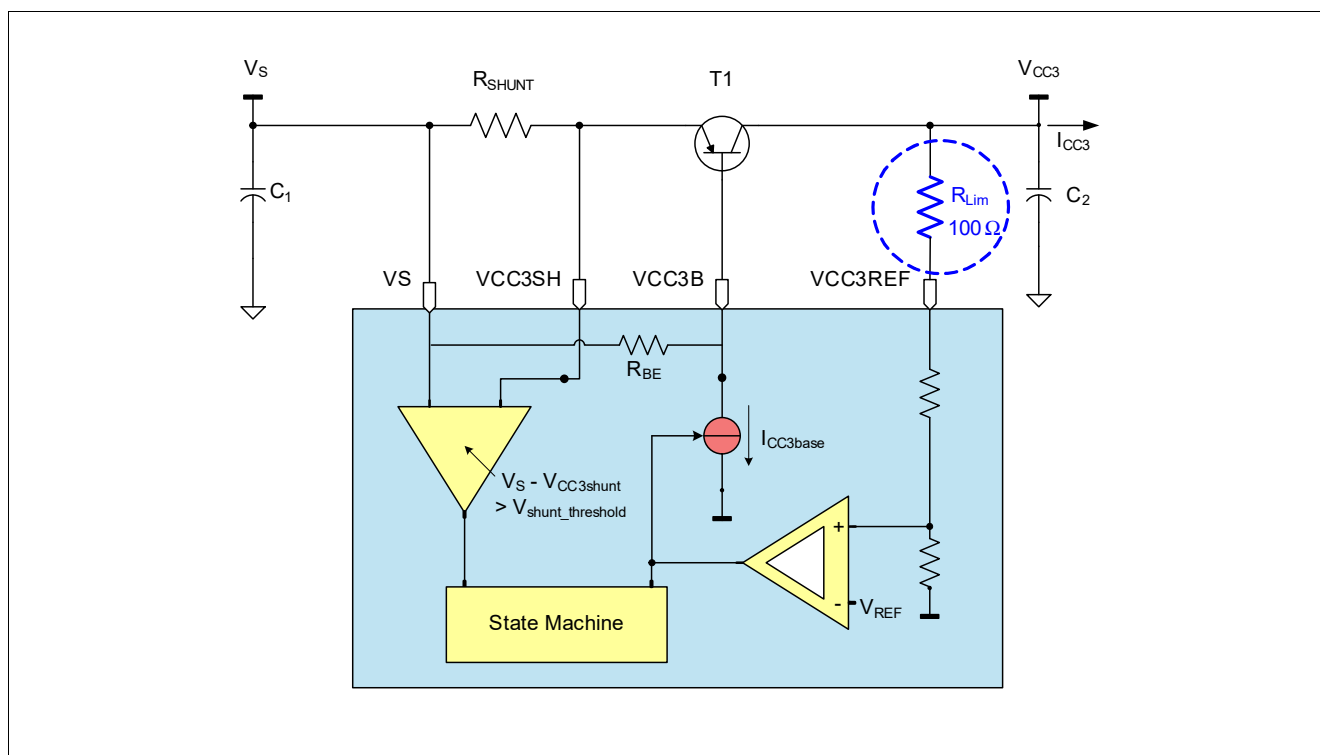 VS
RSHUNT
T1
VCC3
ICC3
C1
RLim
100 Ω
C2
VS
VCC3SH
VCC3B
VCC3REF
RBE
ICC3base
VS - VCC3shunt
> Vshunt_threshold
+
-
VREF
State Machine